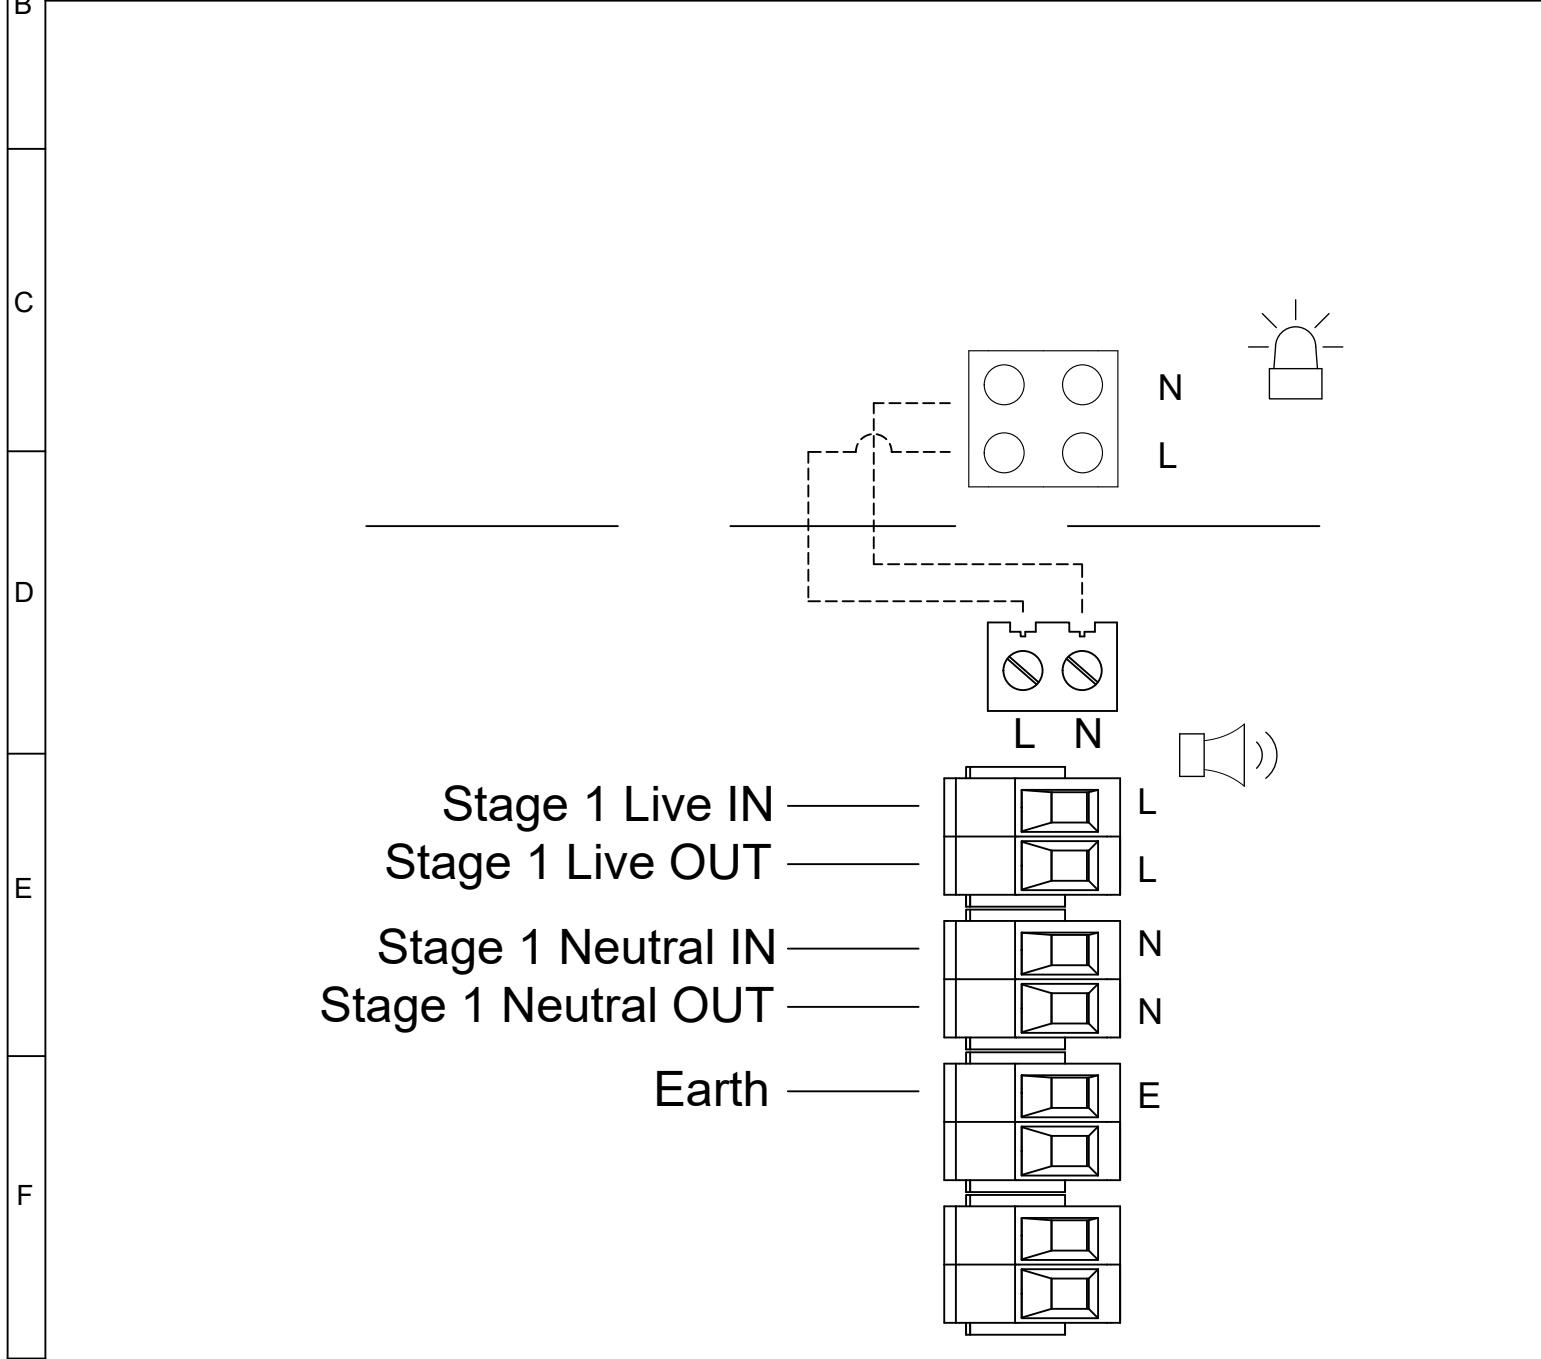 B
C
N
L
D
L N
Stage 1 Live IN L
Stage 1 Live OUT L
E
Stage 1 Neutral IN N
Stage 1 Neutral OUT N
Earth E
F